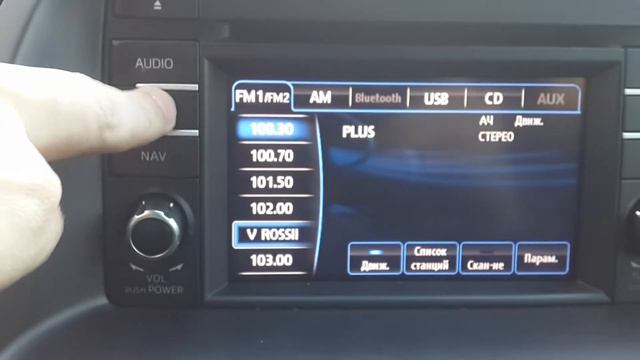 AUDIO
NAV
VOL
PUSH POWER
FM1/FM2 AM Bluetooth USB CD AUX
100.30
100.70
101.50
102.00
V ROSSII
103.00
PLUS
АЧ Движ.
СТЕРЕО
Движ.
Список станций
Скан-ие
Парам.